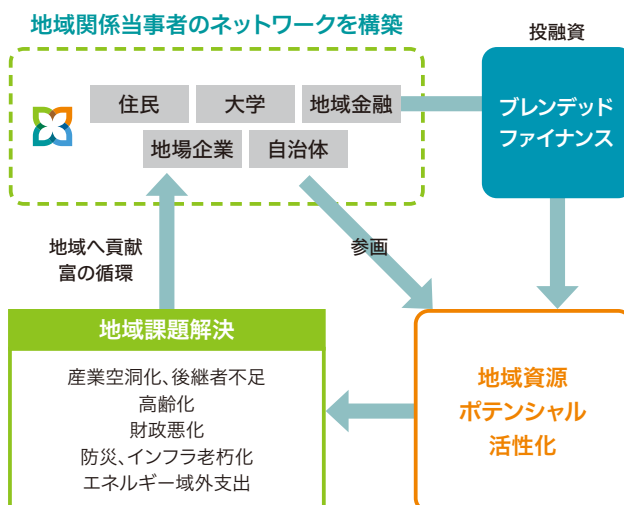 地域関係当事者のネットワークを構築
投融資
住民
大学
地域金融
地場企業
自治体
ブレンデッド
ファイナンス
地域へ貢献
富の循環
参画
地域課題解決
産業空洞化、後継者不足
高齢化
財政悪化
防災、インフラ老朽化
エネルギー域外支出
地域資源
ポテンシャル
活性化